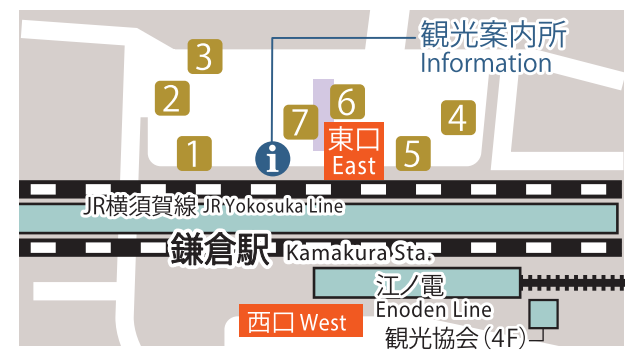 観光案内所
Information
3
2
6
7
4
1
5
i
東口
East
JR横須賀線 JR Yokosuka Line
鎌倉駅 Kamakura Sta.
江ノ電
Enoden Line
西口 West
観光協会（4F）